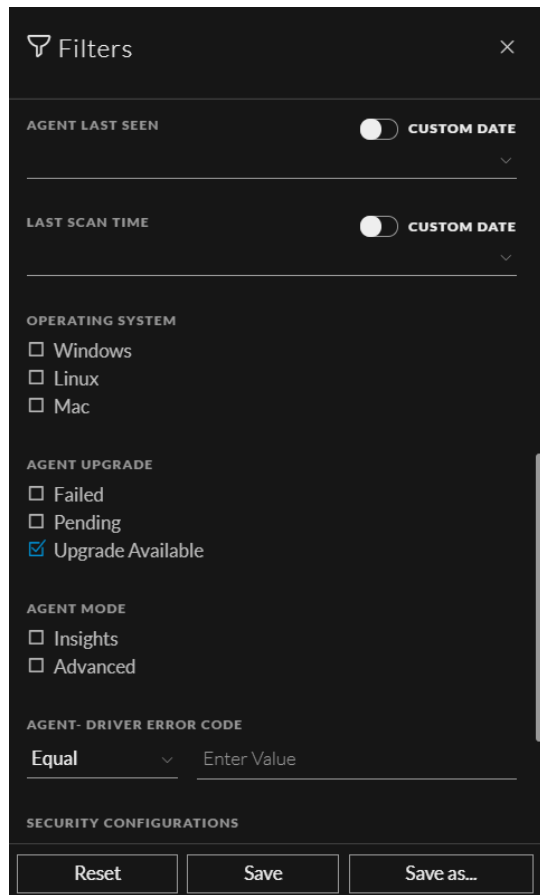 Filters
AGENT LAST SEEN
CUSTOM DATE
LAST SCAN TIME
CUSTOM DATE
OPERATING SYSTEM
Windows
Linux
Mac
AGENT UPGRADE
Failed
Pending
Upgrade Available
AGENT MODE
Insights
Advanced
AGENT- DRIVER ERROR CODE
Equal Enter Value
SECURITY CONFIGURATIONS
Reset Save Save as...